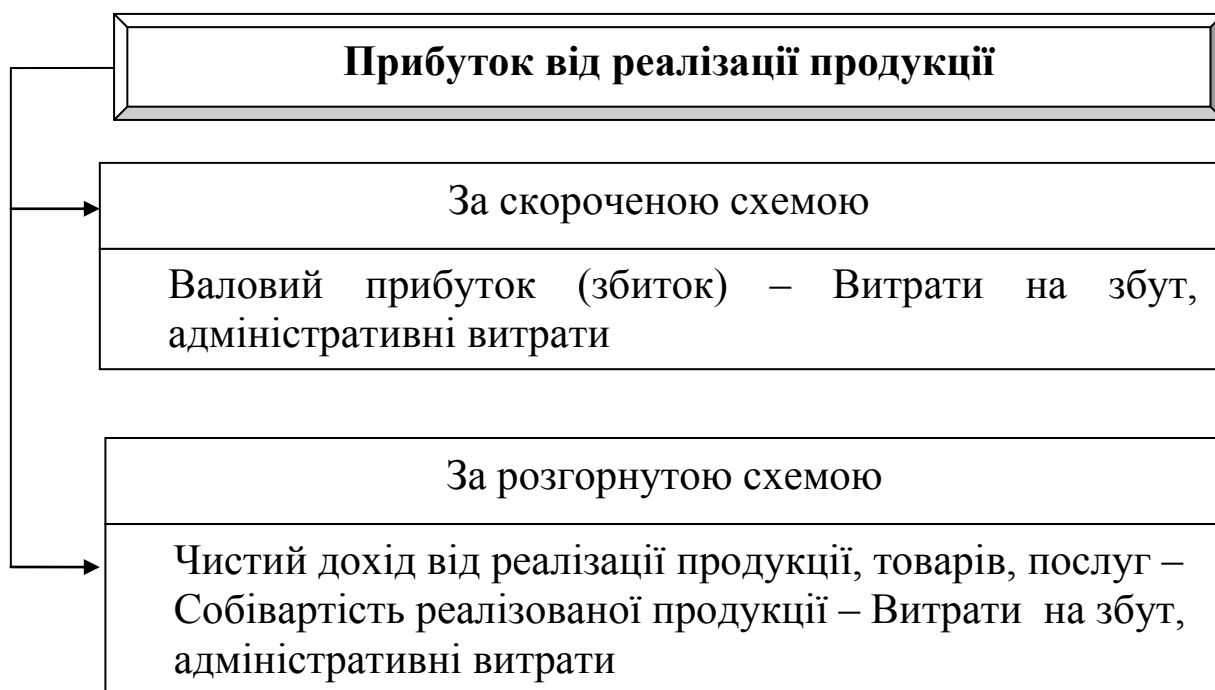 Прибуток від реалізації продукції
За скороченою схемою
Валовий прибуток (збиток) – Витрати на збут,
адміністративні витрати
За розгорнутою схемою
Чистий дохід від реалізації продукції, товарів, послуг –
Собівартість реалізованої продукції – Витрати на збут,
адміністративні витрати